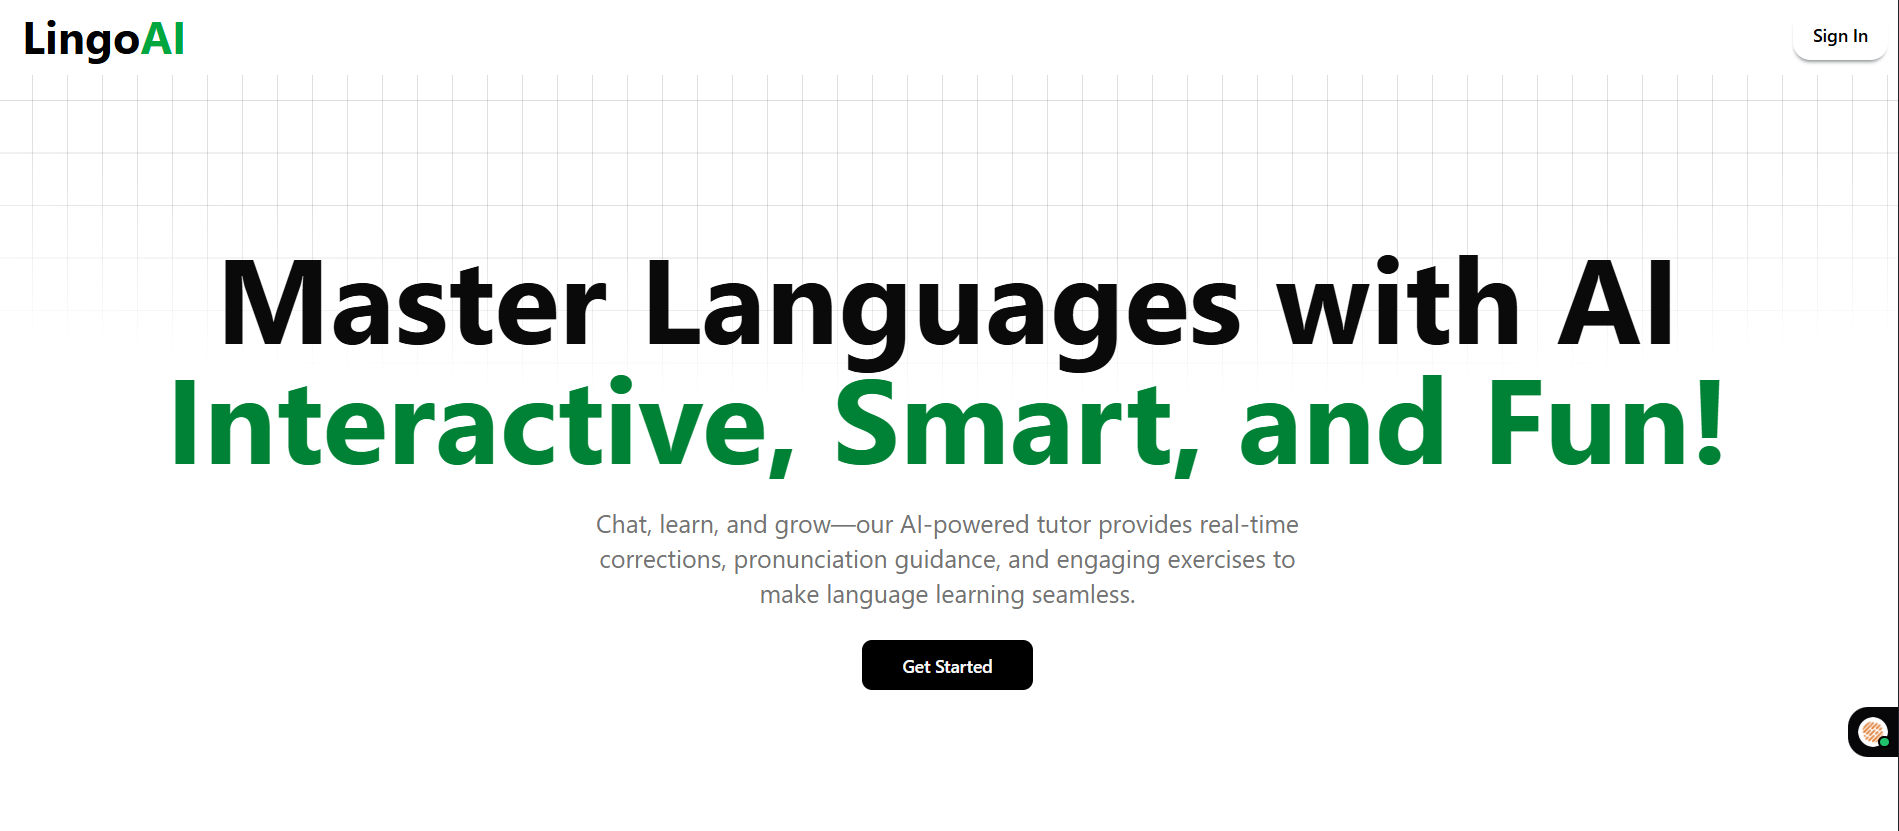 LingoAI
Sign In
Master Languages with AI
Interactive, Smart, and Fun!
Chat, learn, and grow—our AI-powered tutor provides real-time
corrections, pronunciation guidance, and engaging exercises to
make language learning seamless.
Get Started